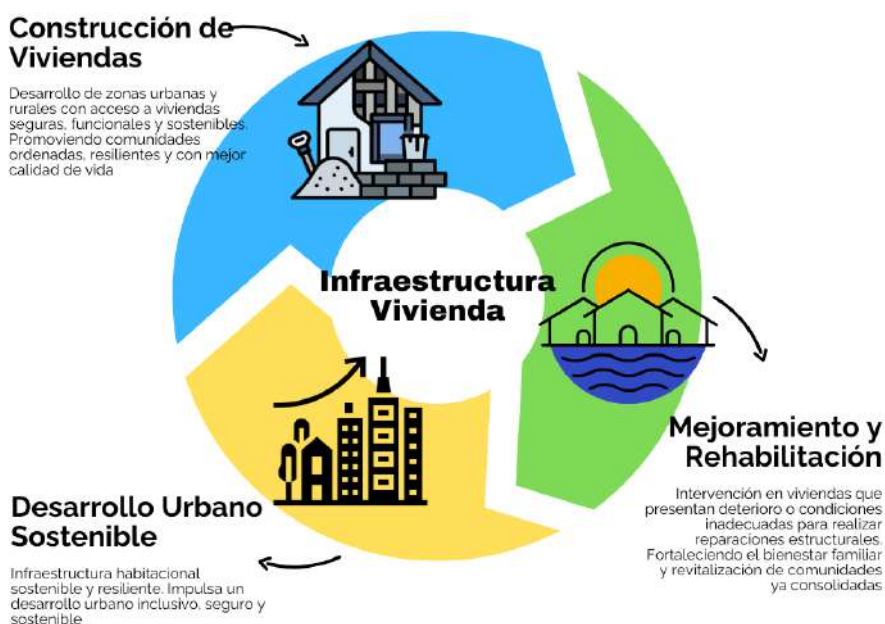 Construcción de
Viviendas
Desarrollo de zonas urbanas y
rurales con acceso a viviendas
seguras, funcionales y sostenibles.
Promoviendo comunidades
ordenadas, resilientes y con mejor
calidad de vida
Infraestructura
Vivienda
Mejoramiento y
Rehabilitación
Intervención en viviendas que
presentan deterioro o condiciones
inadecuadas para realizar
reparaciones estructurales.
Fortaleciendo el bienestar familiar
y revitalización de comunidades
ya consolidadas
Desarrollo Urbano
Sostenible
Infraestructura habitacional
sostenible y resiliente. Impulsa un
desarrollo urbano inclusivo, seguro y
sostenible